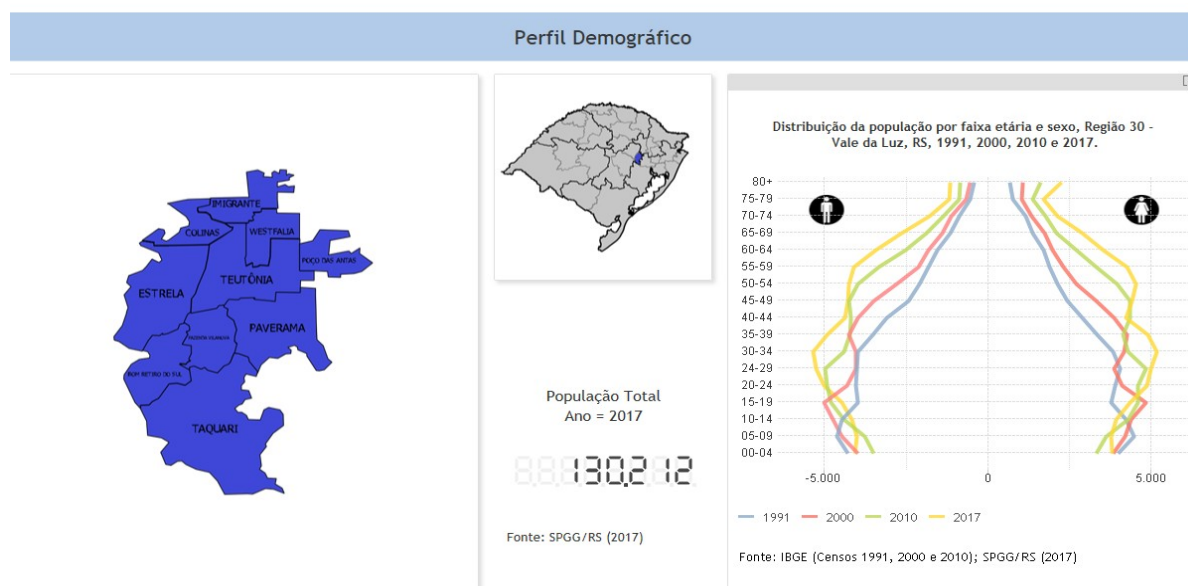 Perfil Demográfico
IMIGRANTE
COLINAS
WESTFALIA
POÇO DAS ANTAS
TEUTÔNIA
ESTRELA
PAVERAMA
BOM RETIRO DO SUL
TAQUARI
População Total
Ano = 2017
130,212
Fonte: SPGG/RS (2017)
Distribuição da população por faixa etária e sexo, Região 30 -
Vale da Luz, RS, 1991, 2000, 2010 e 2017.
80+
75-79
70-74
65-69
60-64
55-59
50-54
45-49
40-44
35-39
30-34
24-29
20-24
15-19
10-14
05-09
00-04
-5.000 0 5.000
1991 2000 2010 2017
Fonte: IBGE (Censos 1991, 2000 e 2010); SPGG/RS (2017)